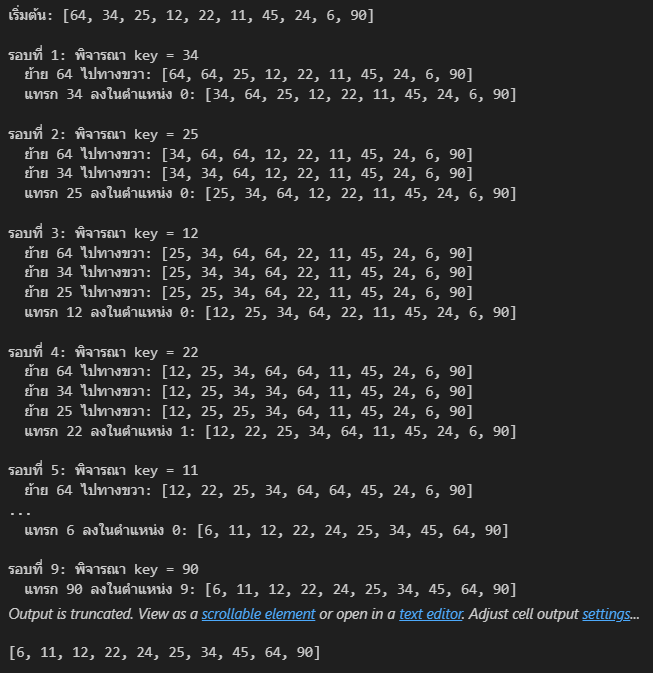 เริ่มต้น: [64, 34, 25, 12, 22, 11, 45, 24, 6, 90]
รอบที่ 1: พิจารณา key = 34
ย้าย 64 ไปทางขวา: [64, 64, 25, 12, 22, 11, 45, 24, 6, 90]
แทรก 34 ลงในตำแหน่ง 0: [34, 64, 25, 12, 22, 11, 45, 24, 6, 90]
รอบที่ 2: พิจารณา key = 25
ย้าย 64 ไปทางขวา: [34, 64, 64, 12, 22, 11, 45, 24, 6, 90]
ย้าย 34 ไปทางขวา: [34, 34, 64, 12, 22, 11, 45, 24, 6, 90]
แทรก 25 ลงในตำแหน่ง 0: [25, 34, 64, 12, 22, 11, 45, 24, 6, 90]
รอบที่ 3: พิจารณา key = 12
ย้าย 64 ไปทางขวา: [25, 34, 64, 64, 22, 11, 45, 24, 6, 90]
ย้าย 34 ไปทางขวา: [25, 34, 34, 64, 22, 11, 45, 24, 6, 90]
ย้าย 25 ไปทางขวา: [25, 25, 34, 64, 22, 11, 45, 24, 6, 90]
แทรก 12 ลงในตำแหน่ง 0: [12, 25, 34, 64, 22, 11, 45, 24, 6, 90]
รอบที่ 4: พิจารณา key = 22
ย้าย 64 ไปทางขวา: [12, 25, 34, 64, 64, 11, 45, 24, 6, 90]
ย้าย 34 ไปทางขวา: [12, 25, 34, 34, 64, 11, 45, 24, 6, 90]
ย้าย 25 ไปทางขวา: [12, 25, 25, 34, 64, 11, 45, 24, 6, 90]
แทรก 22 ลงในตำแหน่ง 1: [12, 22, 25, 34, 64, 11, 45, 24, 6, 90]
รอบที่ 5: พิจารณา key = 11
ย้าย 64 ไปทางขวา: [12, 22, 25, 34, 64, 64, 45, 24, 6, 90]
...
แทรก 6 ลงในตำแหน่ง 0: [6, 11, 12, 22, 24, 25, 34, 45, 64, 90]
รอบที่ 9: พิจารณา key = 90
แทรก 90 ลงในตำแหน่ง 9: [6, 11, 12, 22, 24, 25, 34, 45, 64, 90]
Output is truncated. View as a scrollable element or open in a text editor. Adjust cell output settings...
[6, 11, 12, 22, 24, 25, 34, 45, 64, 90]